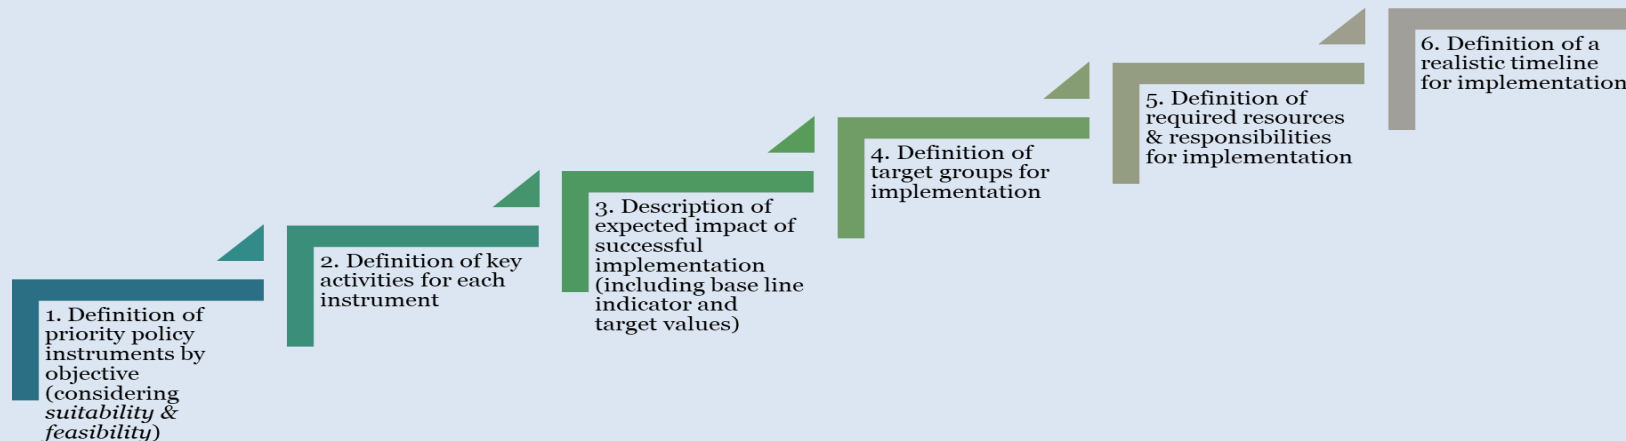 1. Definition of
priority policy
instruments by
objective
(considering
suitability &
feasibility)
2. Definition of key
activities for each
instrument
3. Description of
expected impact of
successful
implementation
(including base line
indicator and
target values)
4. Definition of
target groups for
implementation
5. Definition of
required resources
& responsibilities
for implementation
6. Definition of a
realistic timeline
for implementation